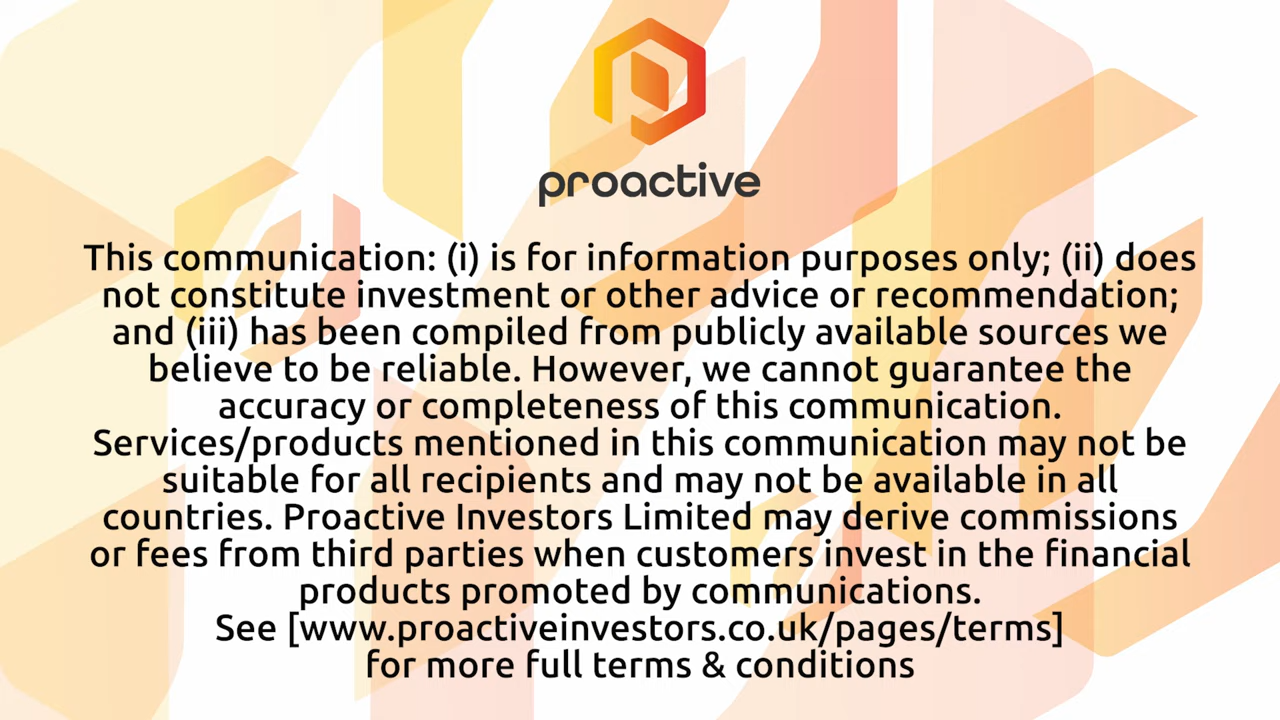 proactive
This communication: (i) is for information purposes only; (ii) does
not constitute investment or other advice or recommendation;
and (iii) has been compiled from publicly available sources we
believe to be reliable. However, we cannot guarantee the
accuracy or completeness of this communication.
Services/products mentioned in this communication may not be
suitable for all recipients and may not be available in all
countries. Proactive Investors Limited may derive commissions
or fees from third parties when customers invest in the financial
products promoted by communications.
See [www.proactiveinvestors.co.uk/pages/terms]
for more full terms & conditions